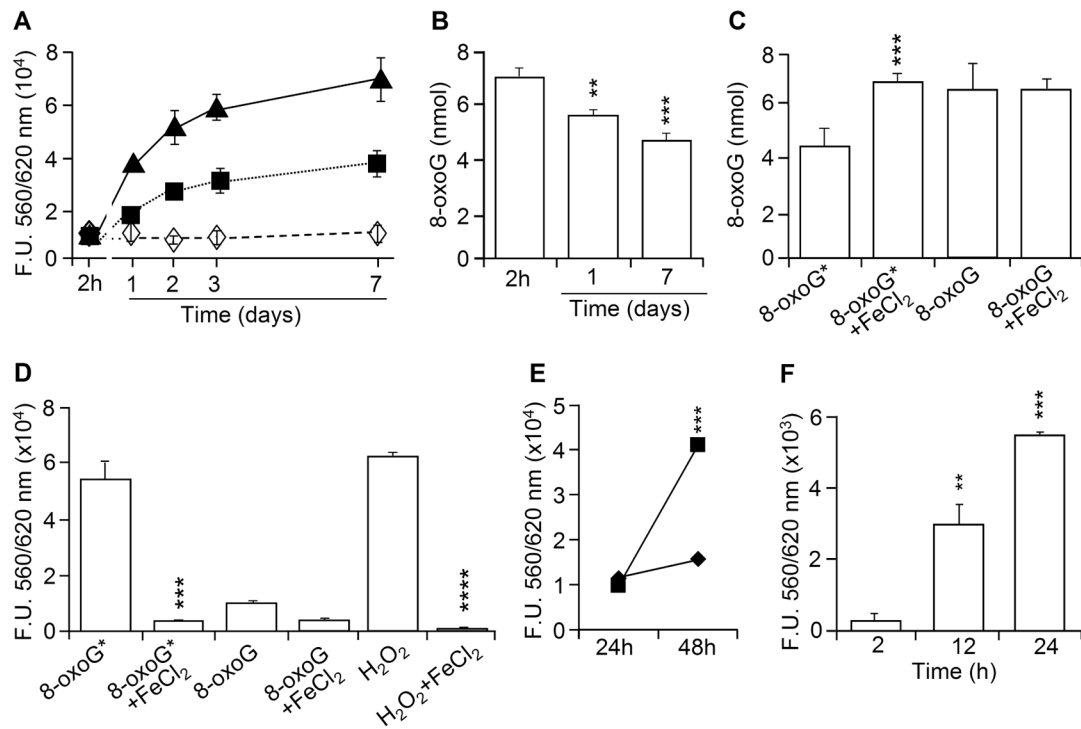 A
F.U. 560/620 nm (10⁴)
8
6
4
2
0
2h
1
2
3
7
Time (days)
B
8-oxoG (nmol)
8
6
4
2
0
**
***
2h
1
7
Time (days)
C
8-oxoG (nmol)
8
6
4
2
0
***
8-oxoG*
8-oxoG*
+FeCl₂
8-oxoG
8-oxoG
+FeCl₂
D
F.U. 560/620 nm (x10⁴)
8
6
4
2
0
***
****
8-oxoG*
8-oxoG*
+FeCl₂
8-oxoG
8-oxoG
+FeCl₂
H₂O₂
H₂O₂+FeCl₂
E
F.U. 560/620 nm (x10⁴)
5
4
3
2
1
0
***
24h
48h
F
F.U. 560/620 nm (x10³)
6
4
2
0
**
***
2
12
24
Time (h)